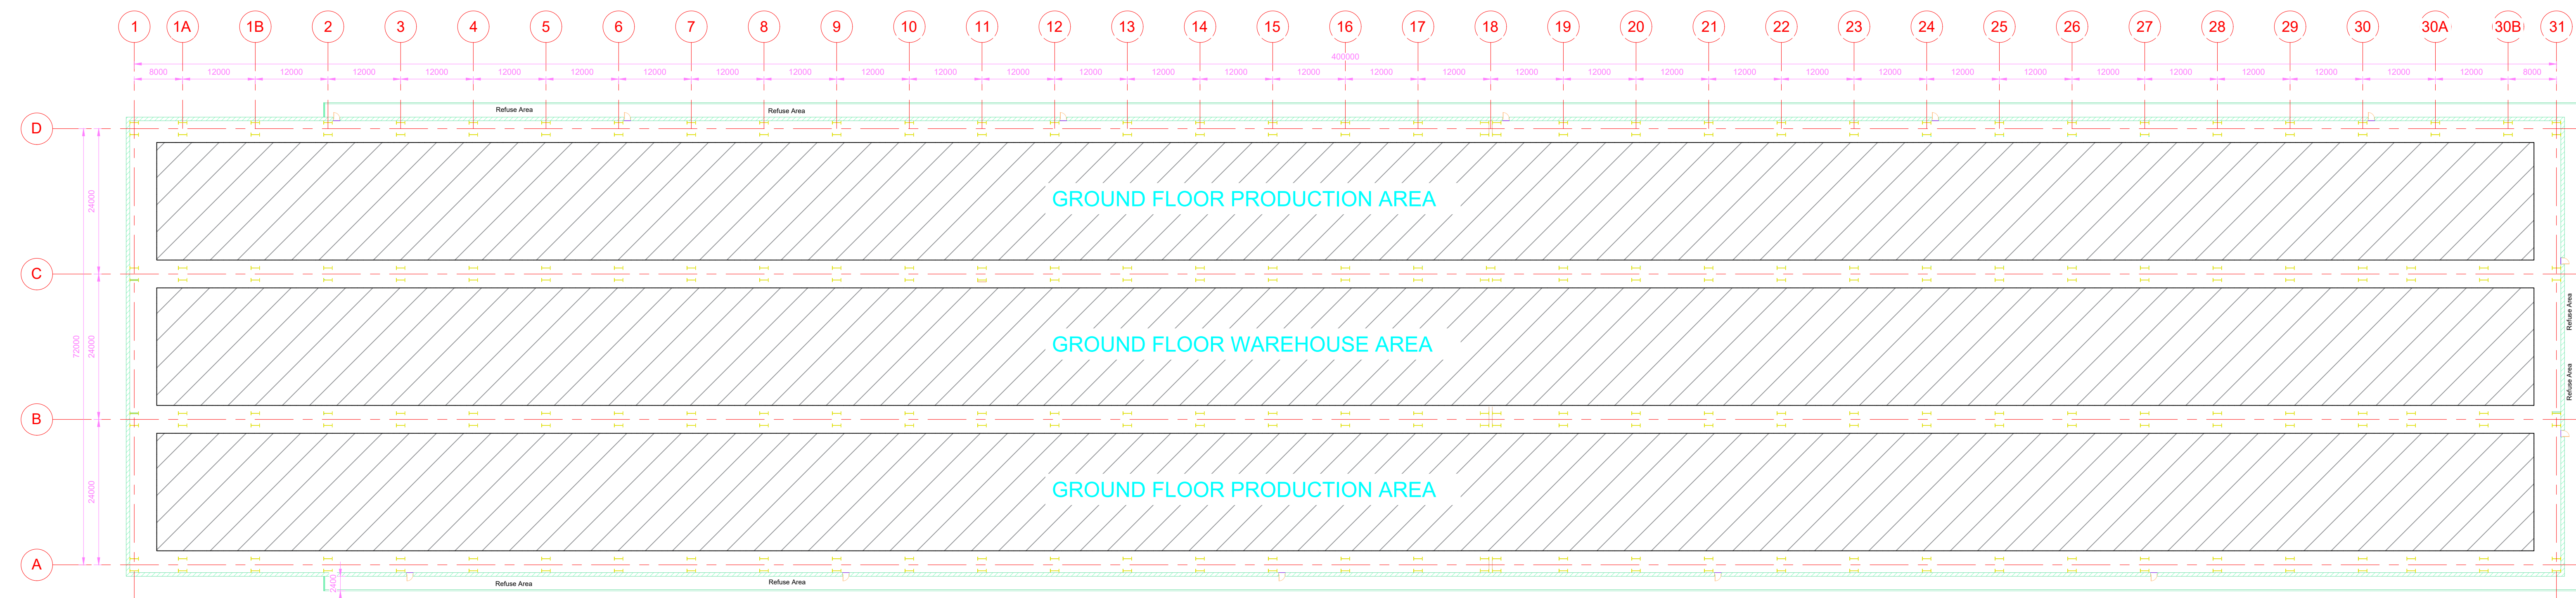 1 1A 1B 2 3 4 5 6 7 8 9 10 11 12 13 14 15 16 17 18 19 20 21 22 23 24 25 26 27 28 29 30 30A 30B 31
400000
8000 12000 12000 12000 12000 12000 12000 12000 12000 12000 12000 12000 12000 12000 12000 12000 12000 12000 12000 12000 12000 12000 12000 12000 12000 12000 12000 12000 12000 12000 12000 12000 12000 8000
Refuse Area
Refuse Area
D
24000
GROUND FLOOR PRODUCTION AREA
C
72000
24000
GROUND FLOOR WAREHOUSE AREA
Refuse Area
Refuse Area
B
24000
GROUND FLOOR PRODUCTION AREA
A
2400
Refuse Area
Refuse Area